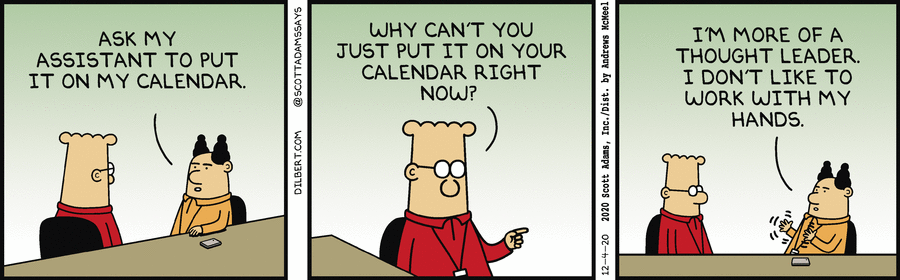 ASK MY
ASSISTANT TO PUT
IT ON MY CALENDAR.
DILBERT.COM @SCOTTADAMSSAYS
WHY CAN'T YOU
JUST PUT IT ON YOUR
CALENDAR RIGHT
NOW?
12-4-20 2020 Scott Adams, Inc./Dist. by Andrews McMeel
I'M MORE OF A
THOUGHT LEADER.
I DON'T LIKE TO
WORK WITH MY
HANDS.